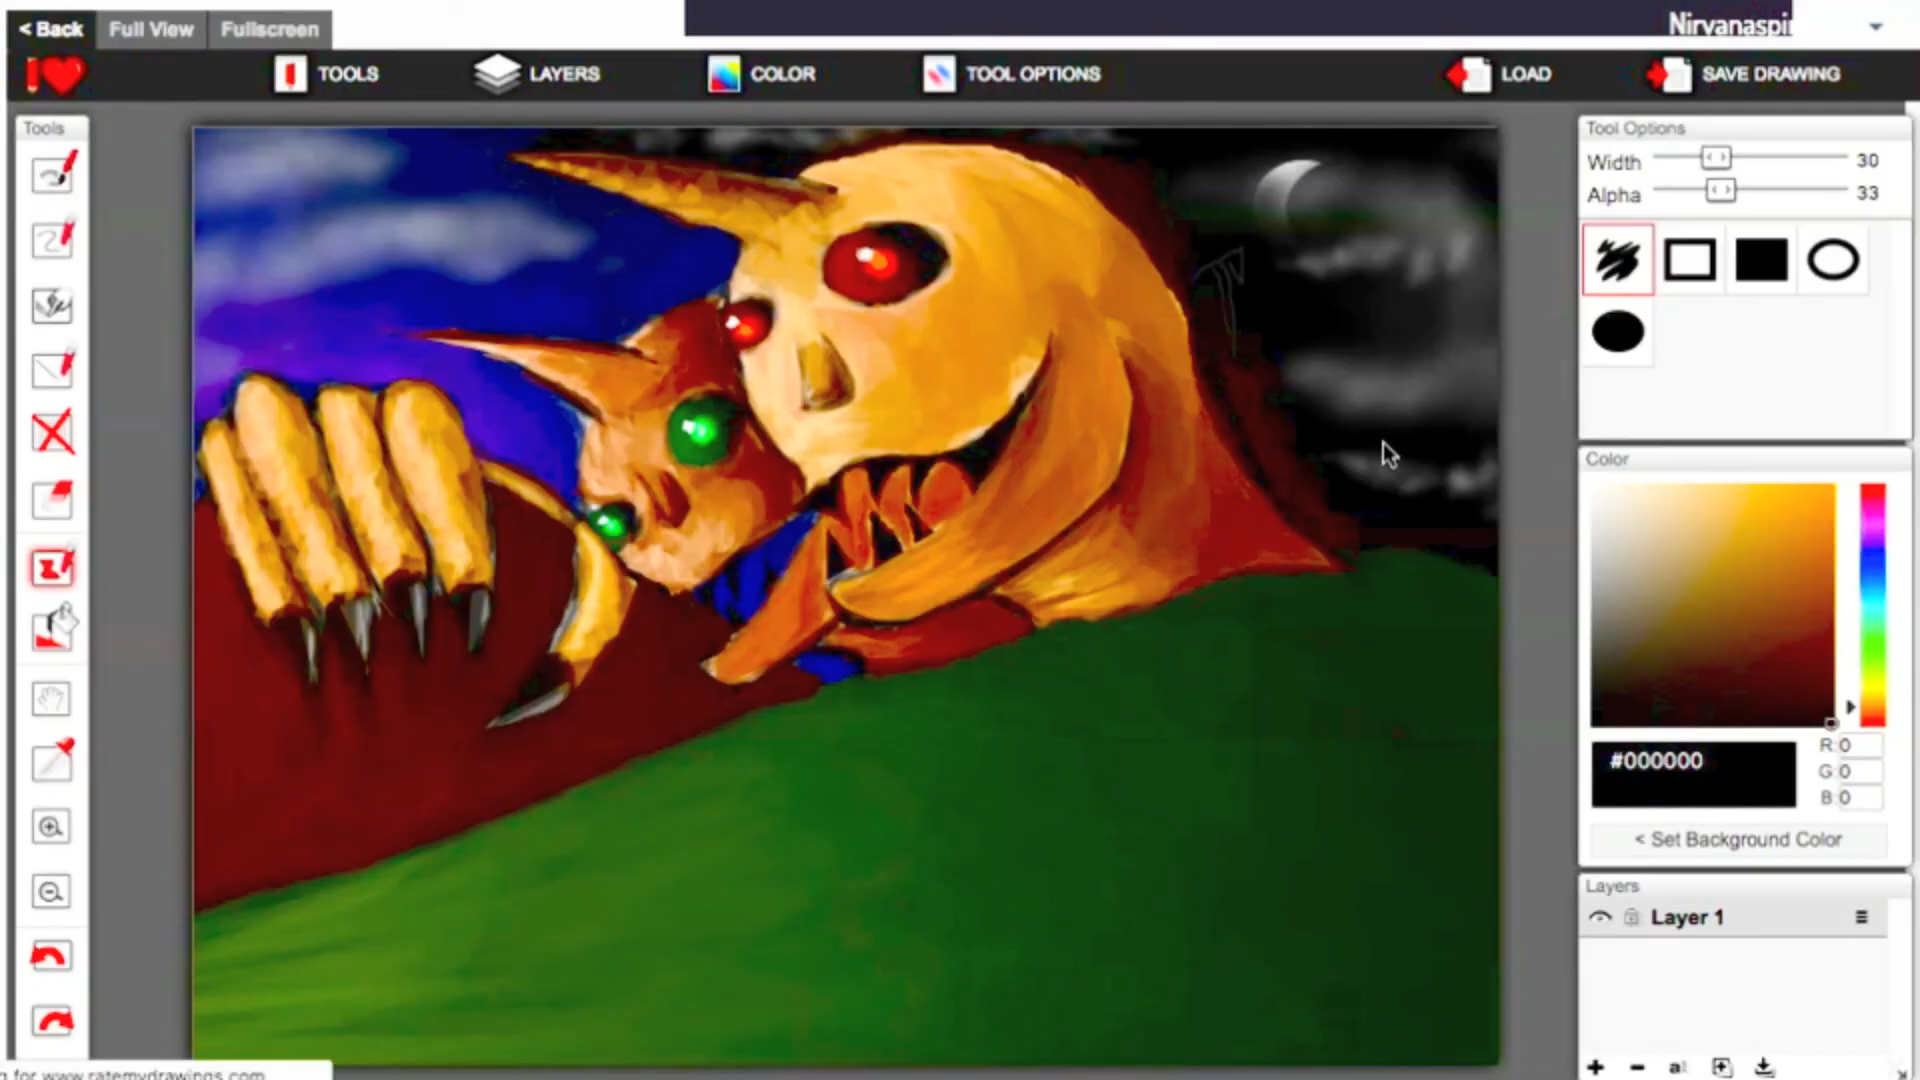 < Back Full View Fullscreen
Nirvanaspi
TOOLS LAYERS COLOR TOOL OPTIONS LOAD SAVE DRAWING
Tools
Tool Options
Width 30
Alpha 33
Color
#000000
R: 0
G: 0
B: 0
< Set Background Color
Layers
Layer 1
a
g for www.ratemydrawings.com